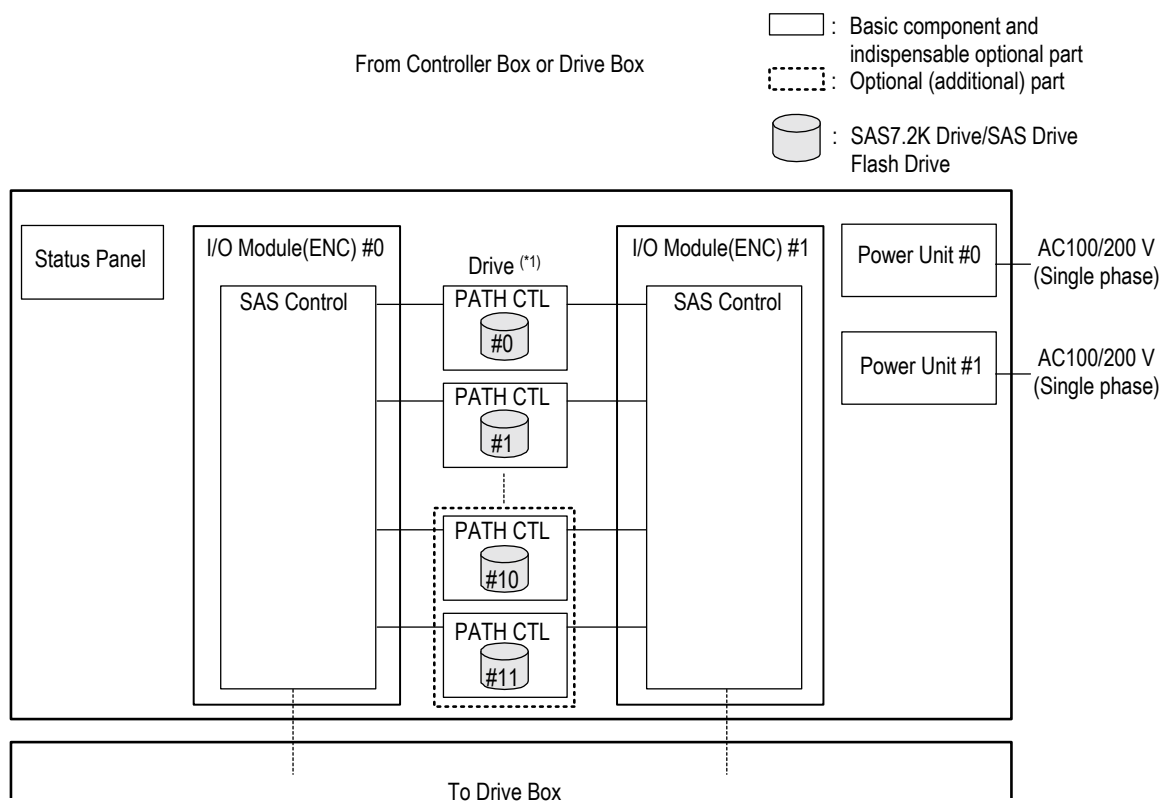 : Basic component and
indispensable optional part
: Optional (additional) part
From Controller Box or Drive Box
: SAS7.2K Drive/SAS Drive
Flash Drive
Status Panel
I/O Module(ENC) #0
SAS Control
Drive (*1)
PATH CTL
#0
PATH CTL
#1
PATH CTL
#10
PATH CTL
#11
I/O Module(ENC) #1
SAS Control
Power Unit #0
AC100/200 V
(Single phase)
Power Unit #1
AC100/200 V
(Single phase)
To Drive Box